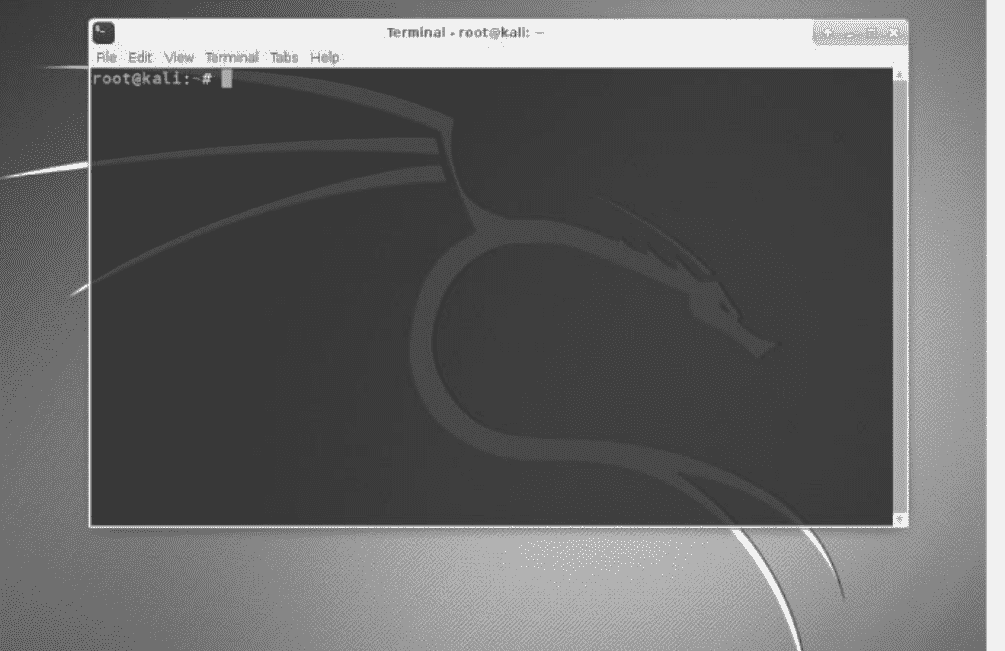 Terminal - root@kali: ~
File Edit View Terminal Tabs Help
root@kali:~#